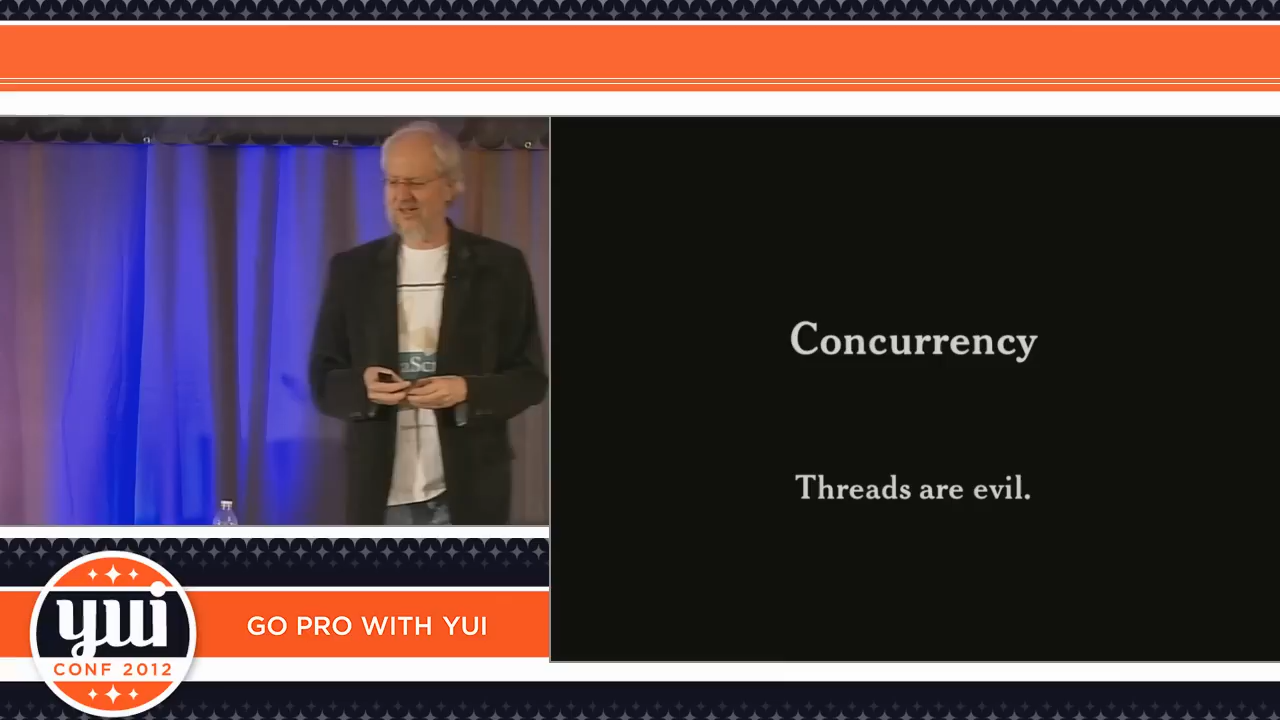 Concurrency
Threads are evil.
yui
CONF 2012
GO PRO WITH YUI